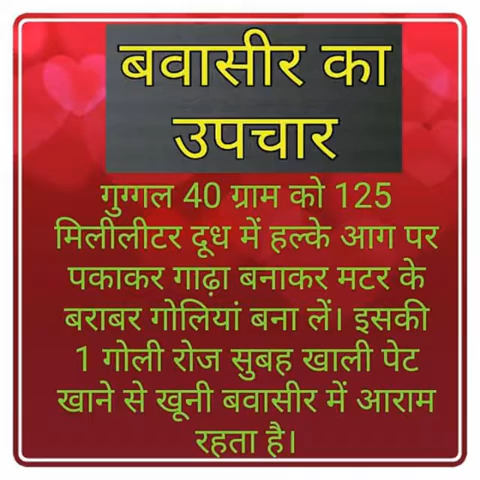 बवासीर का
उपचार
गुग्गल 40 ग्राम को 125
मिलीलीटर दूध में हल्के आग पर
पकाकर गाढ़ा बनाकर मटर के
बराबर गोलियां बना लें। इसकी
1 गोली रोज सुबह खाली पेट
खाने से खूनी बवासीर में आराम
रहता है।